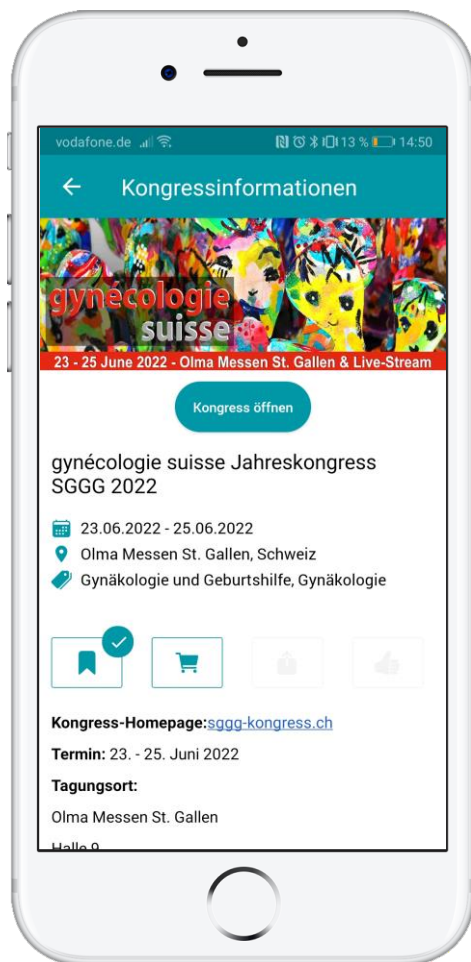 vodafone.de 13 % 14:50
Kongressinformationen
gynécologie
suisse
23 - 25 June 2022 - Olma Messen St. Gallen & Live-Stream
Kongress öffnen
gynécologie suisse Jahreskongress
SGGG 2022
23.06.2022 - 25.06.2022
Olma Messen St. Gallen, Schweiz
Gynäkologie und Geburtshilfe, Gynäkologie
Kongress-Homepage:sggg-kongress.ch
Termin: 23. - 25. Juni 2022
Tagungsort:
Olma Messen St. Gallen
Halle 9